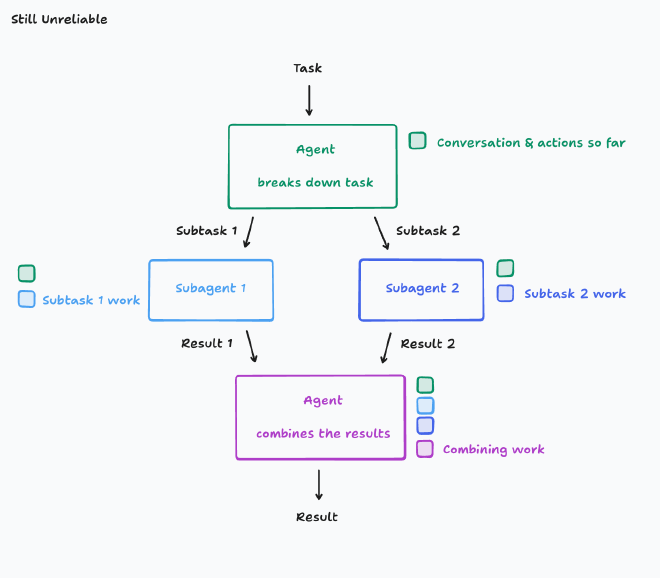 Still Unreliable
Task
Agent
breaks down task
Conversation & actions so far
Subtask 1
Subtask 2
Subagent 1
Subtask 1 work
Subagent 2
Subtask 2 work
Result 1
Result 2
Agent
combines the results
Combining work
Result